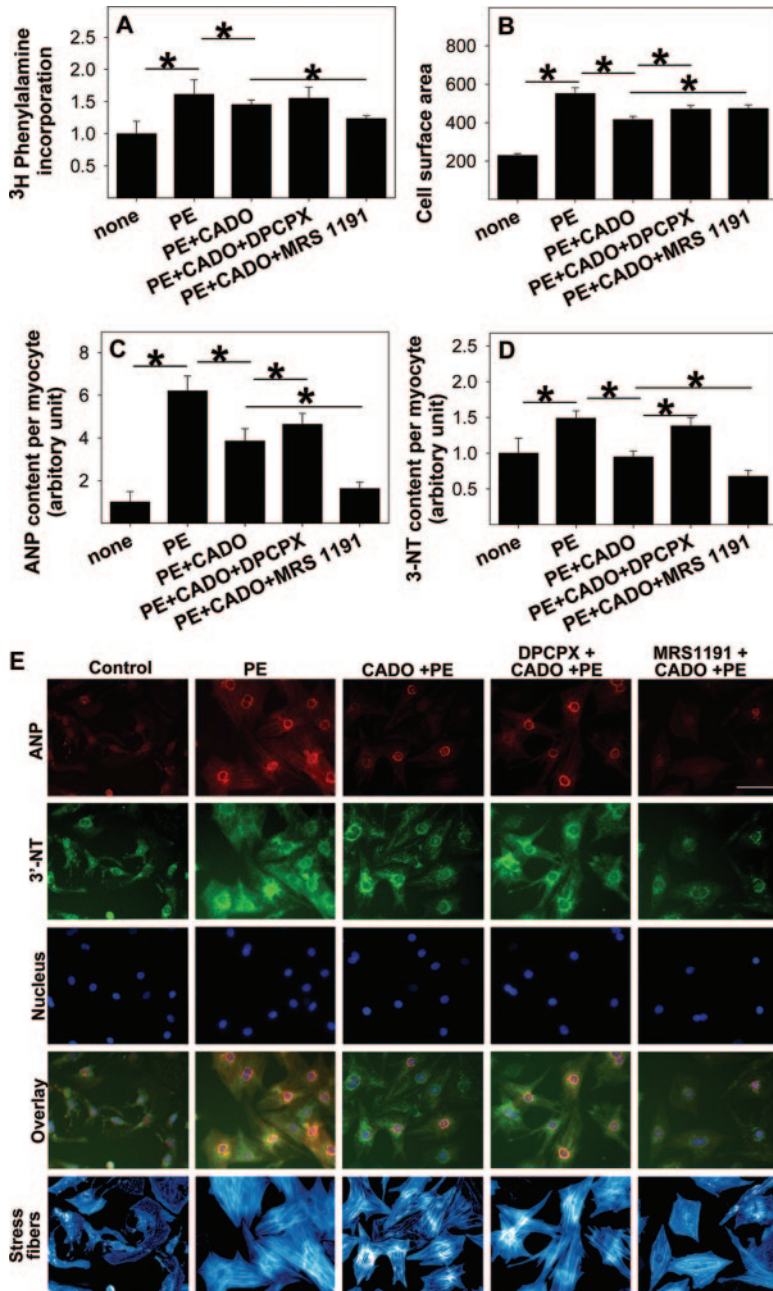 A
³H Phenylalamine
incorporation
2.5
2.0
1.5
1.0
0.5
*
*
*
none
PE
PE+CADO
PE+CADO+DPCPX
PE+CADO+MRS 1191
B
Cell surface area
800
600
400
200
*
*
*
*
none
PE
PE+CADO
PE+CADO+DPCPX
PE+CADO+MRS 1191
C
ANP content per myocyte
(arbitory unit)
8
6
4
2
*
*
*
*
none
PE
PE+CADO
PE+CADO+DPCPX
PE+CADO+MRS 1191
D
3-NT content per myocyte
(arbitory unit)
2.5
2.0
1.5
1.0
0.5
*
*
*
*
none
PE
PE+CADO
PE+CADO+DPCPX
PE+CADO+MRS 1191
E
Control
PE
CADO +PE
DPCPX +
CADO +PE
MRS1191 +
CADO +PE
ANP
3'-NT
Nucleus
Overlay
Stress
fibers